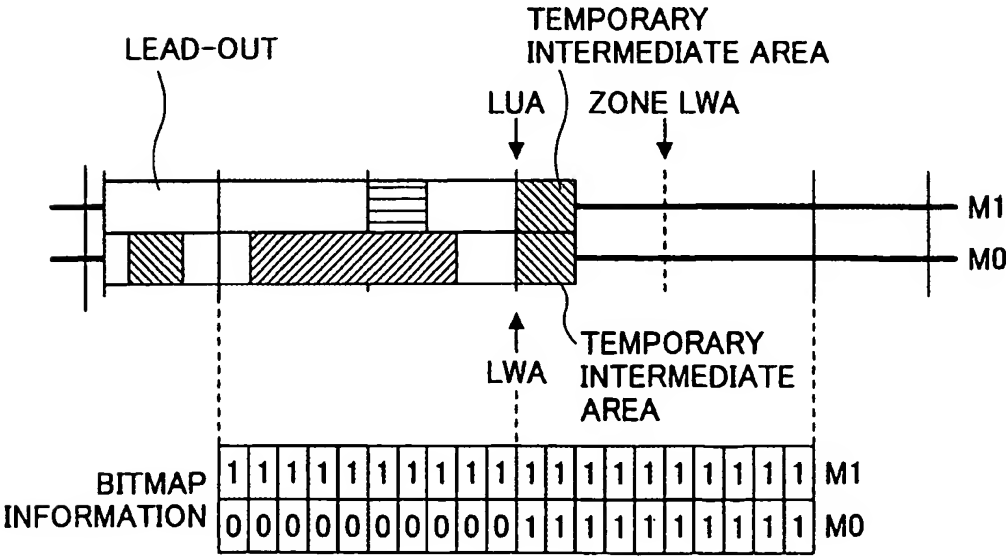 TEMPORARY
INTERMEDIATE AREA
LEAD-OUT
LUA
ZONE LWA
M1
M0
LWA
TEMPORARY
INTERMEDIATE
AREA
BITMAP
INFORMATION
1 1 1 1 1 1 1 1 1 1 1 1 1 1 1 1 1 1 1 1 M1
0 0 0 0 0 0 0 0 0 0 1 1 1 1 1 1 1 1 1 1 M0